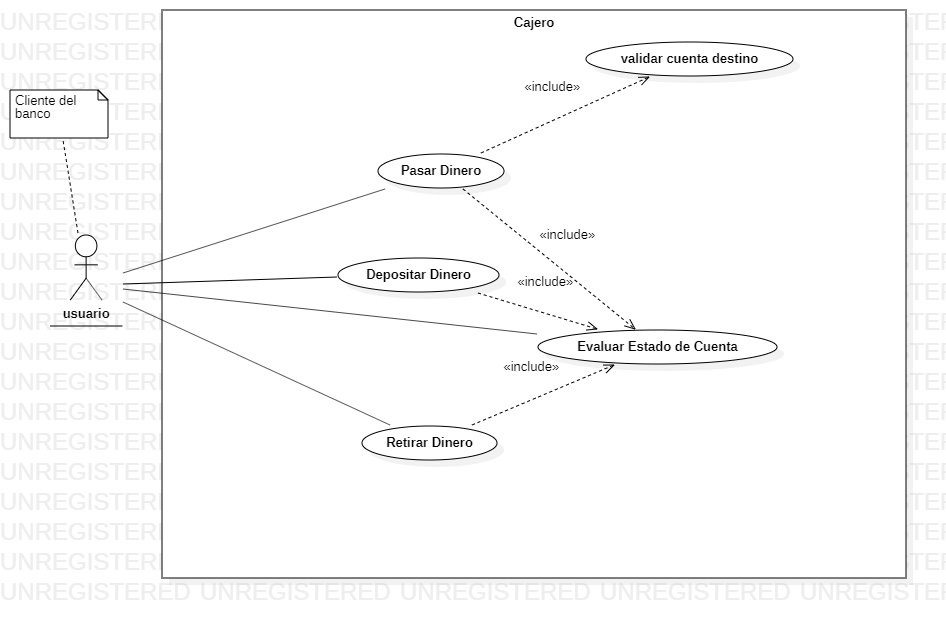 Cajero
validar cuenta destino
«include»
Cliente del
banco
Pasar Dinero
«include»
Depositar Dinero
«include»
usuario
Evaluar Estado de Cuenta
«include»
Retirar Dinero
UNREGISTERED UNREGISTERED UNREGISTERED UNREGISTERED UNREGISTERED